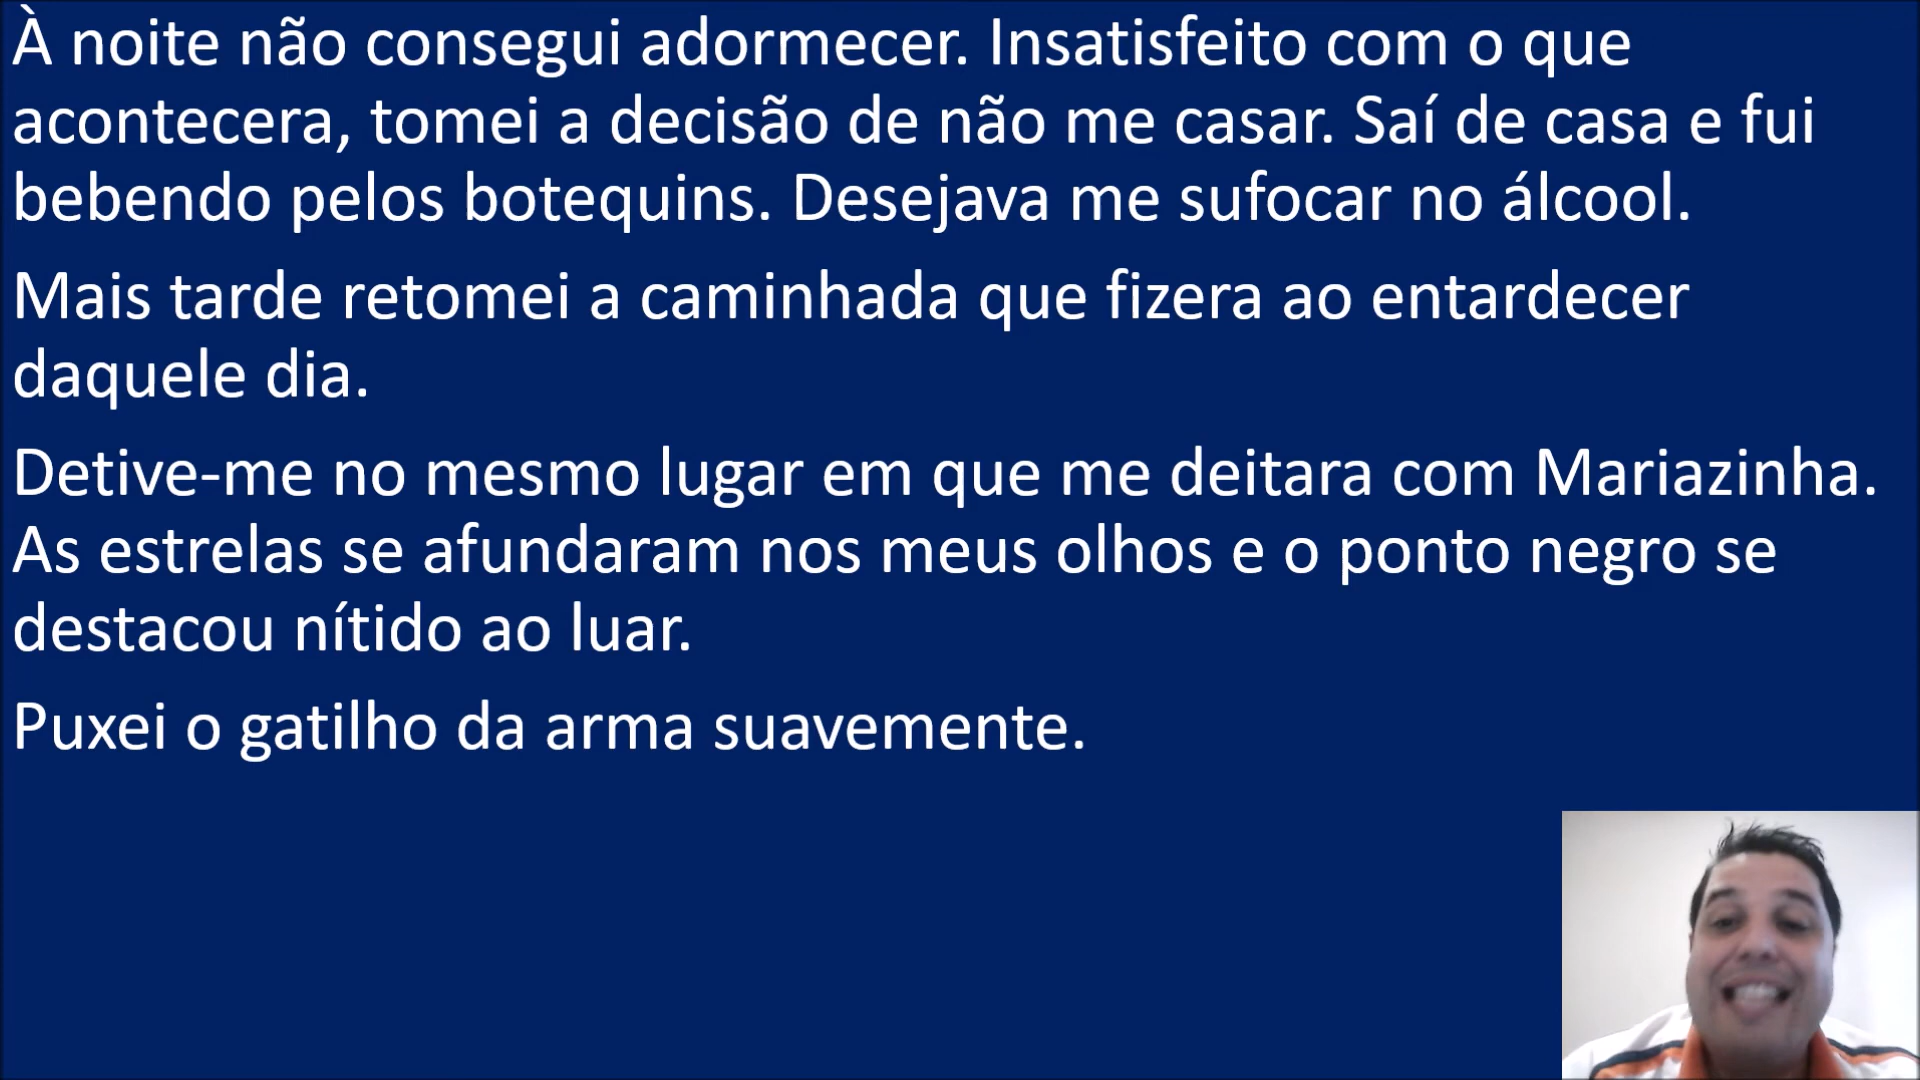 À noite não consegui adormecer. Insatisfeito com o que
acontecera, tomei a decisão de não me casar. Saí de casa e fui
bebendo pelos botequins. Desejava me sufocar no álcool.
Mais tarde retomei a caminhada que fizera ao entardecer
daquele dia.
Detive-me no mesmo lugar em que me deitara com Mariazinha.
As estrelas se afundaram nos meus olhos e o ponto negro se
destacou nítido ao luar.
Puxei o gatilho da arma suavemente.